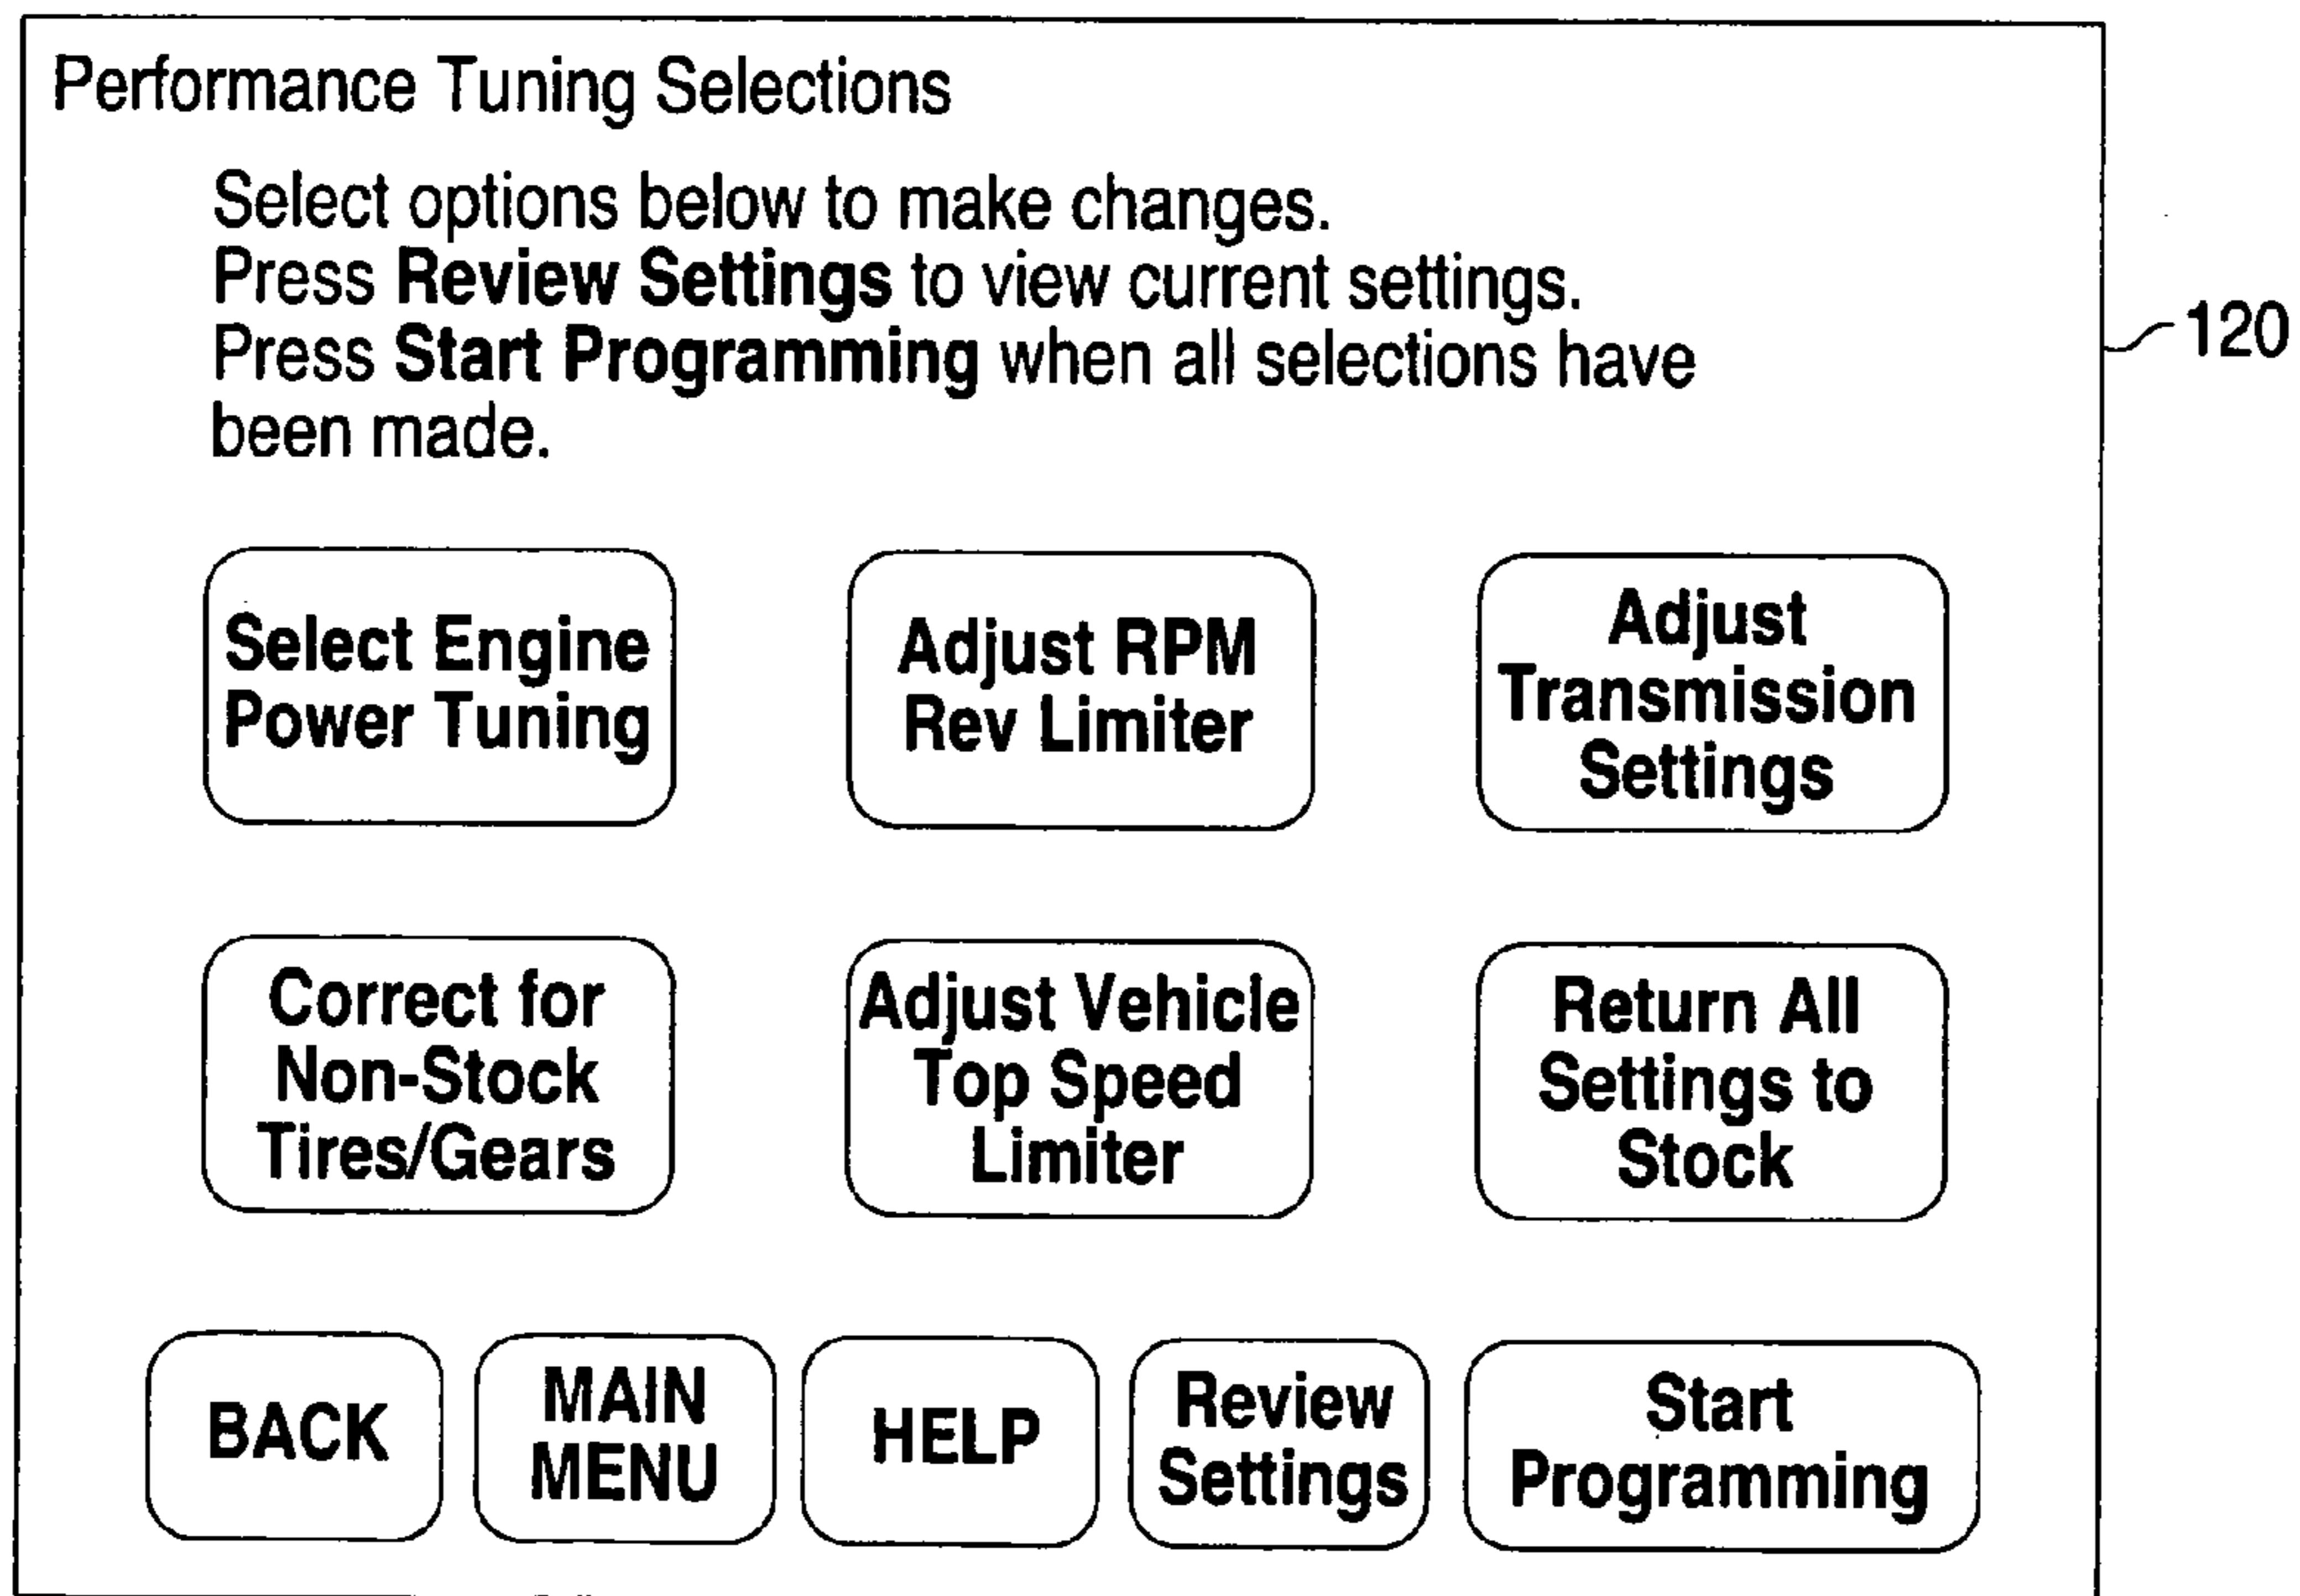 Performance Tuning Selections
Select options below to make changes.
Press Review Settings to view current settings.
Press Start Programming when all selections have
been made.
120
Select Engine
Power Tuning
Adjust RPM
Rev Limiter
Adjust
Transmission
Settings
Correct for
Non-Stock
Tires/Gears
Adjust Vehicle
Top Speed
Limiter
Return All
Settings to
Stock
BACK
MAIN
MENU
HELP
Review
Settings
Start
Programming